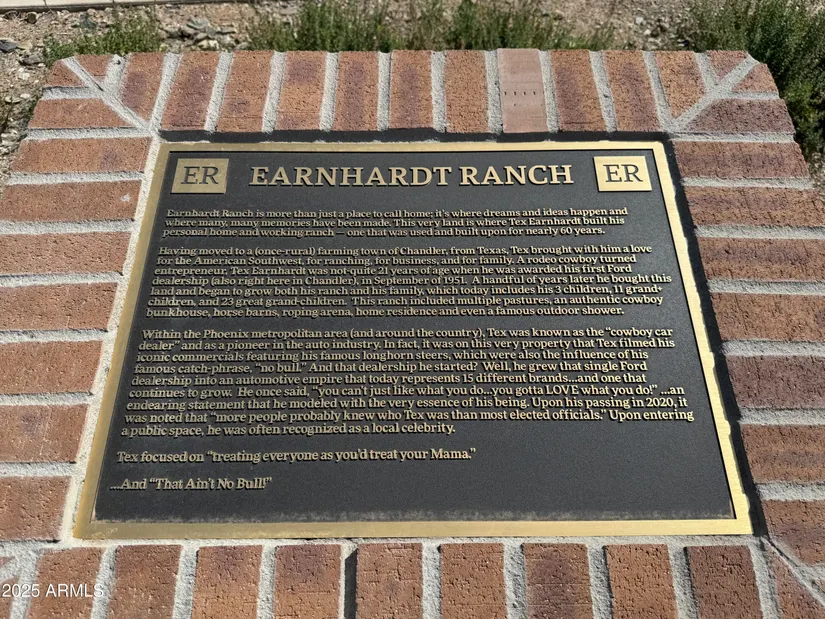 ER EARNHARDT RANCH ER
Earnhardt Ranch is more than just a place to call home; it's where dreams and ideas happen and
where many, many memories have been made. This very land is where Tex Earnhardt built his
personal home and working ranch — one that was used and built upon for nearly 60 years.
Having moved to a (once-rural) farming town of Chandler, from Texas, Tex brought with him a love
for the American Southwest, for ranching, for business, and for family. A rodeo cowboy turned
entrepreneur, Tex Earnhardt was not-quite 21 years of age when he was awarded his first Ford
dealership (also right here in Chandler), in September of 1951. A handful of years later he bought this
land and began to grow both his ranch and his family, which today includes his 3 children, 11 grand-
children, and 23 great grand-children. This ranch included multiple pastures, an authentic cowboy
bunkhouse, horse barns, roping arena, home residence and even a famous outdoor shower.
Within the Phoenix metropolitan area (and around the country), Tex was known as the "cowboy car
dealer" and as a pioneer in the auto industry. In fact, it was on this very property that Tex filmed his
iconic commercials featuring his famous longhorn steers, which were also the influence of his
famous catch-phrase, "no bull." And that dealership he started? Well, he grew that single Ford
dealership into an automotive empire that today represents 15 different brands...and one that
continues to grow. He once said, "you can't just like what you do...you gotta LOVE what you do!" ...an
endearing statement that he modeled with the very essence of his being. Upon his passing in 2020, it
was noted that "more people probably knew who Tex was than most elected officials." Upon entering
a public space, he was often recognized as a local celebrity.
Tex focused on "treating everyone as you'd treat your Mama."
....And "That Ain't No Bull!"
2025 ARMLS